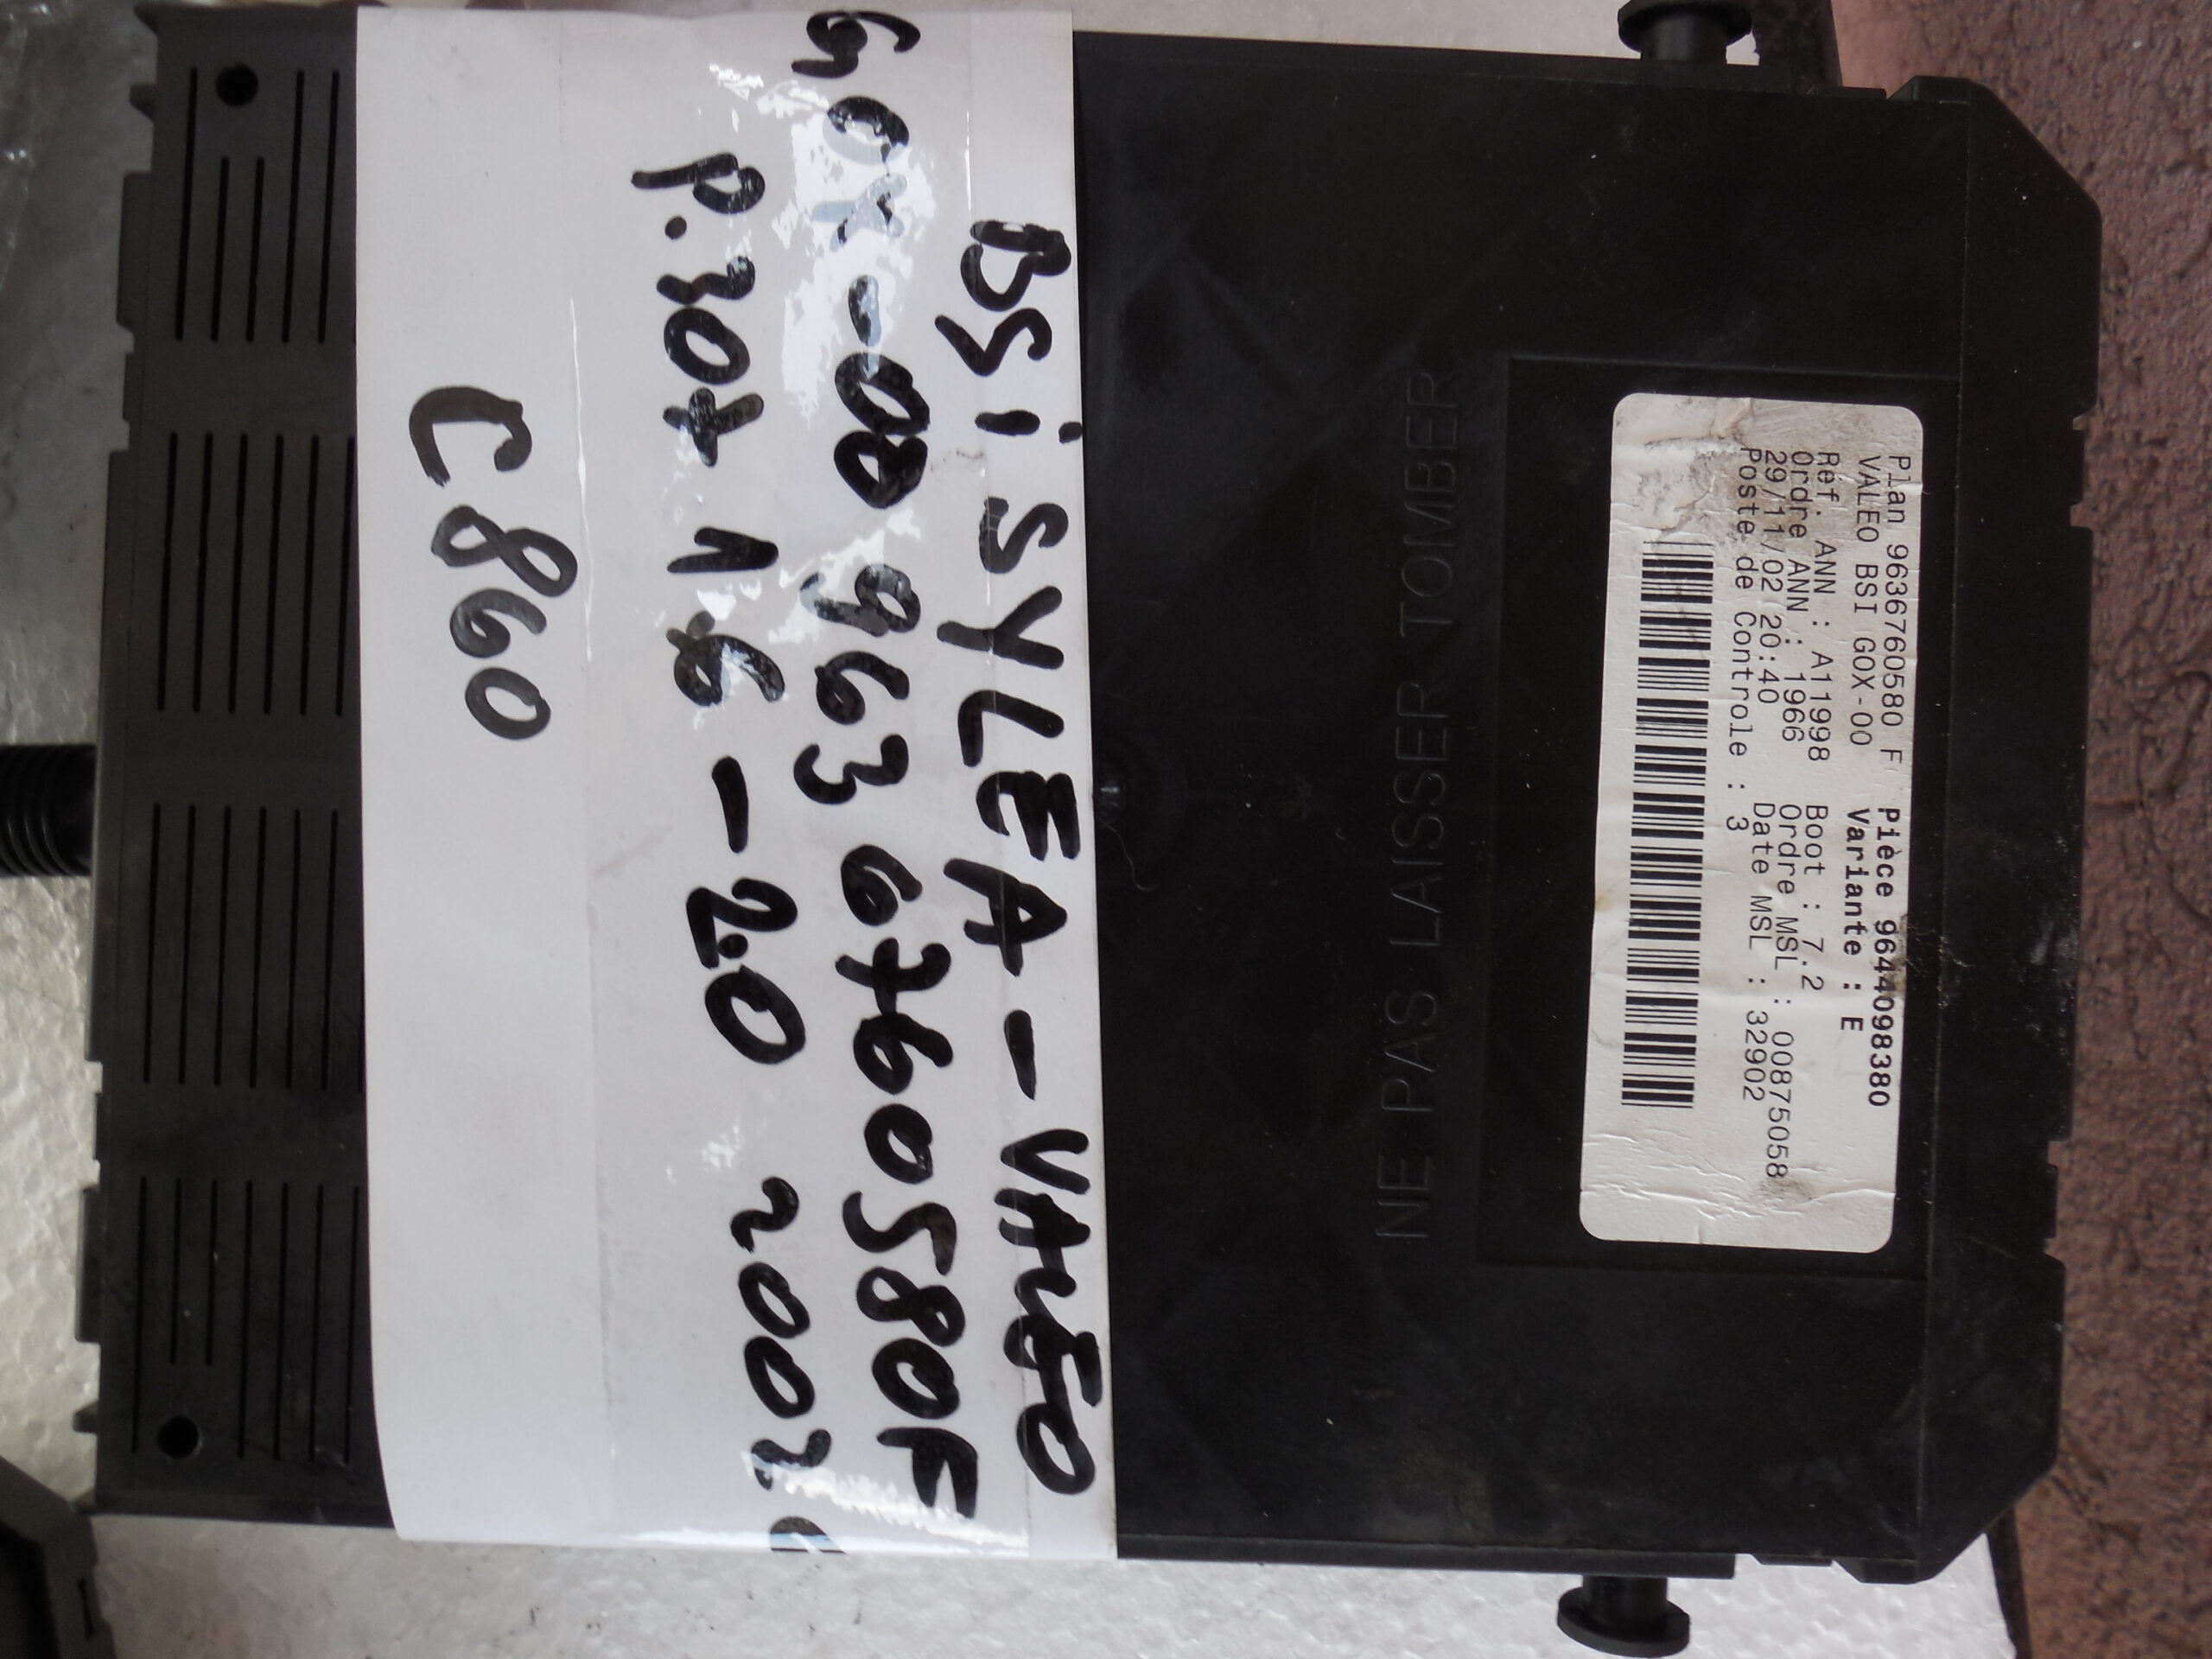 Plan 9636760580 F Pièce 9644098380
VALEO BSI G0X-00 Variante : E
Réf. ANN : A11998 Boot : 7.2
Ordre ANN : 1966 Ordre MSL : 0087505​8
29/11/02 20:40 Date MSL : 32902
Poste de Controle : 3
NE PAS LAISSER TOMBER
BSi SYLEA - VALEO
GOX-00 9636760580F
P.307 1.6 - 2.0
C860